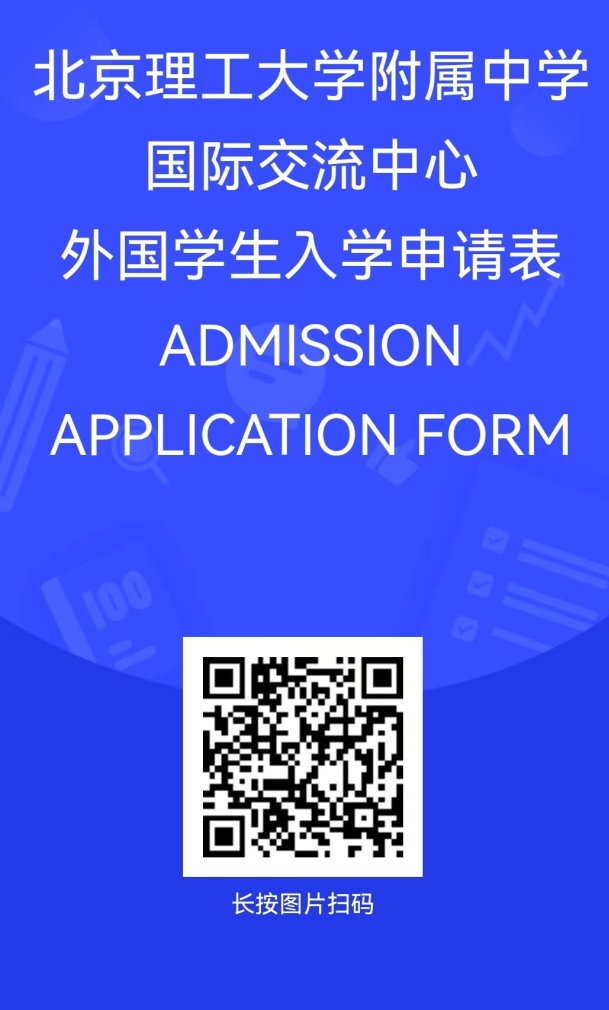 北京理工大学附属中学
国际交流中心
外国学生入学申请表
ADMISSION
APPLICATION FORM
100
长按图片扫码